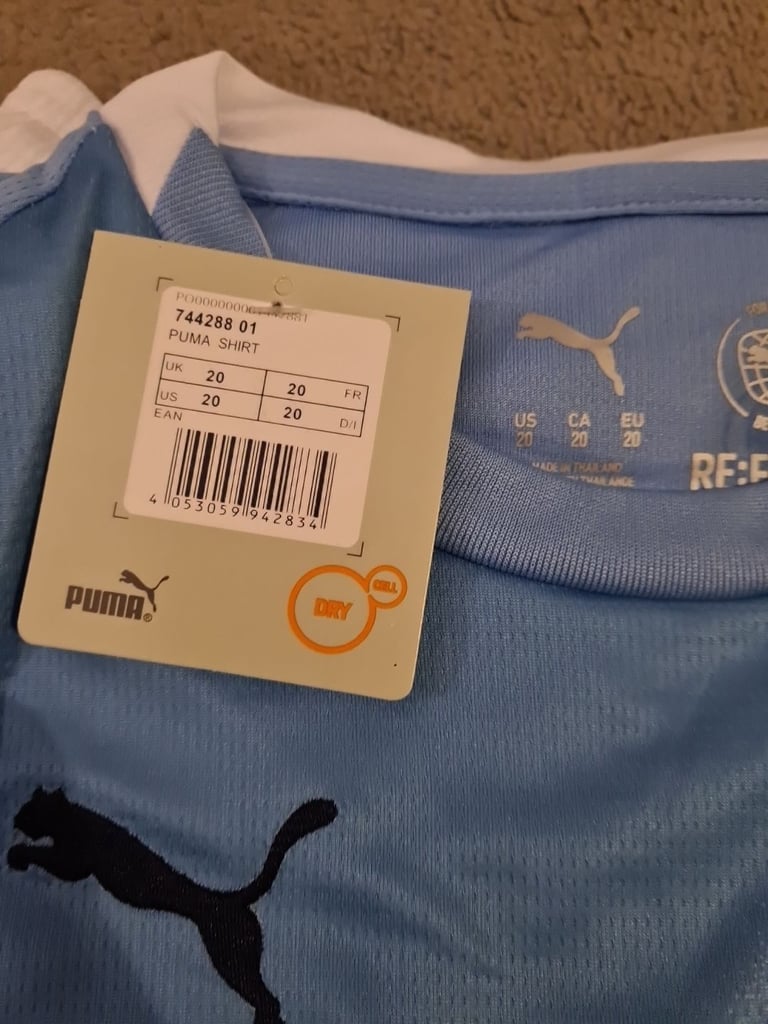 744288 01
PUMA SHIRT
UK 20 20 FR
US 20 20 D/I
EAN
4 053059 942834
PUMA®
DRY CELL
US CA EU
20 20 20
MADE IN THAILAND